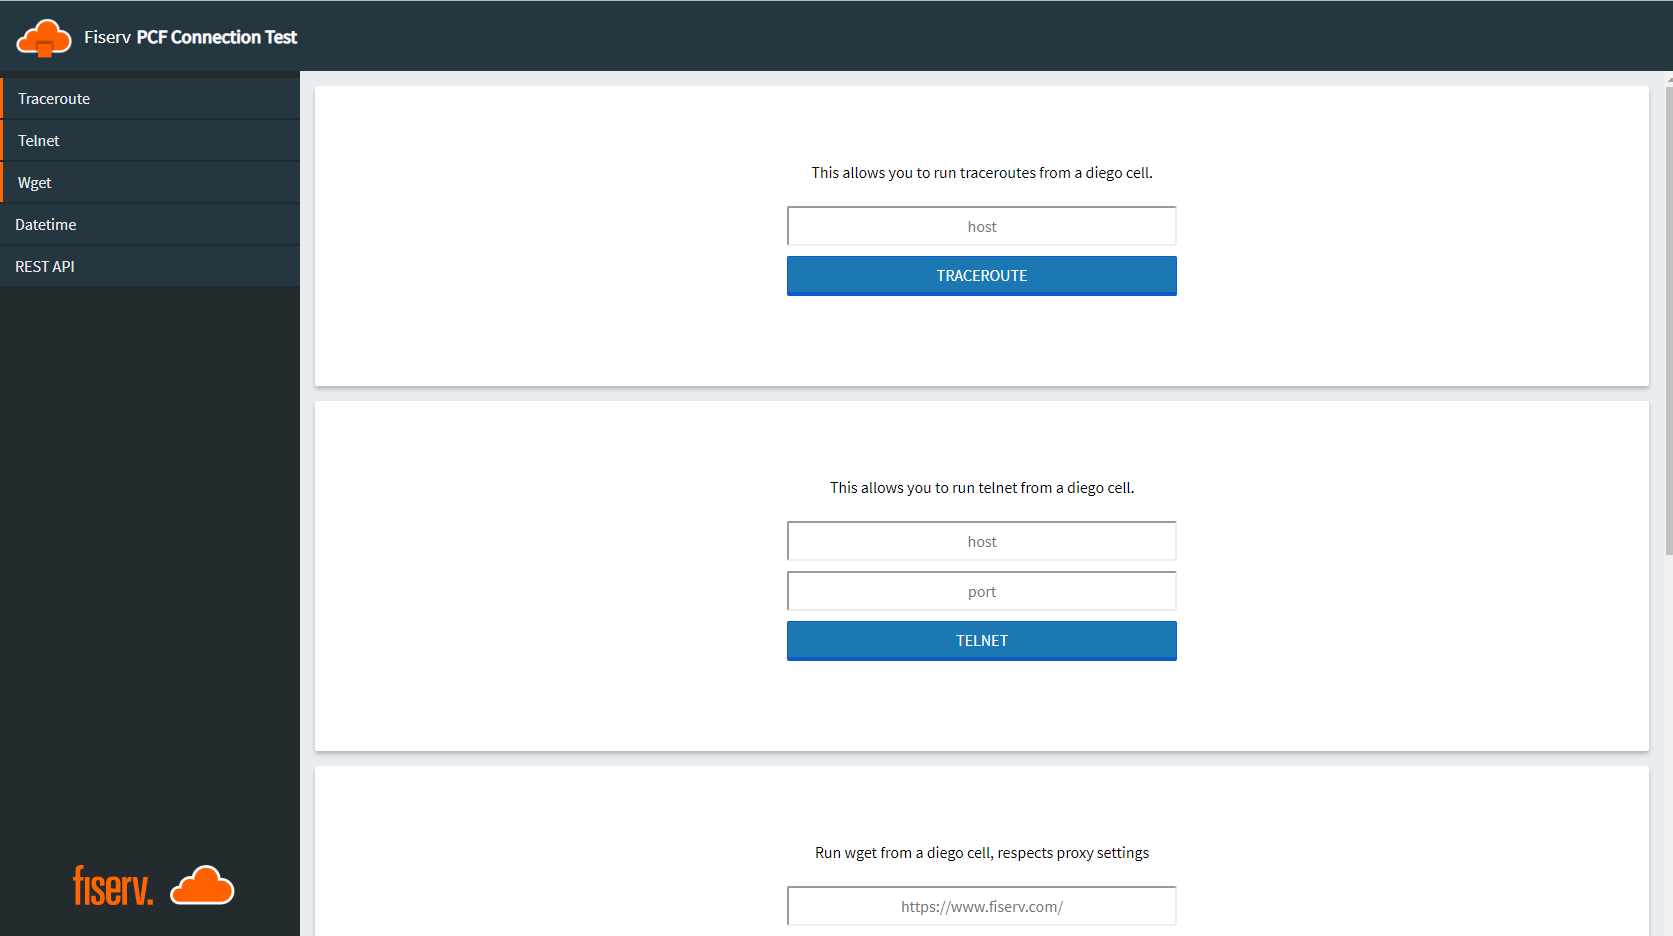 Fiserv PCF Connection Test
Traceroute
Telnet
Wget
Datetime
REST API
fiserv.
This allows you to run traceroutes from a diego cell.
host
TRACEROUTE
This allows you to run telnet from a diego cell.
host
port
TELNET
Run wget from a diego cell, respects proxy settings
https://www.fiserv.com/